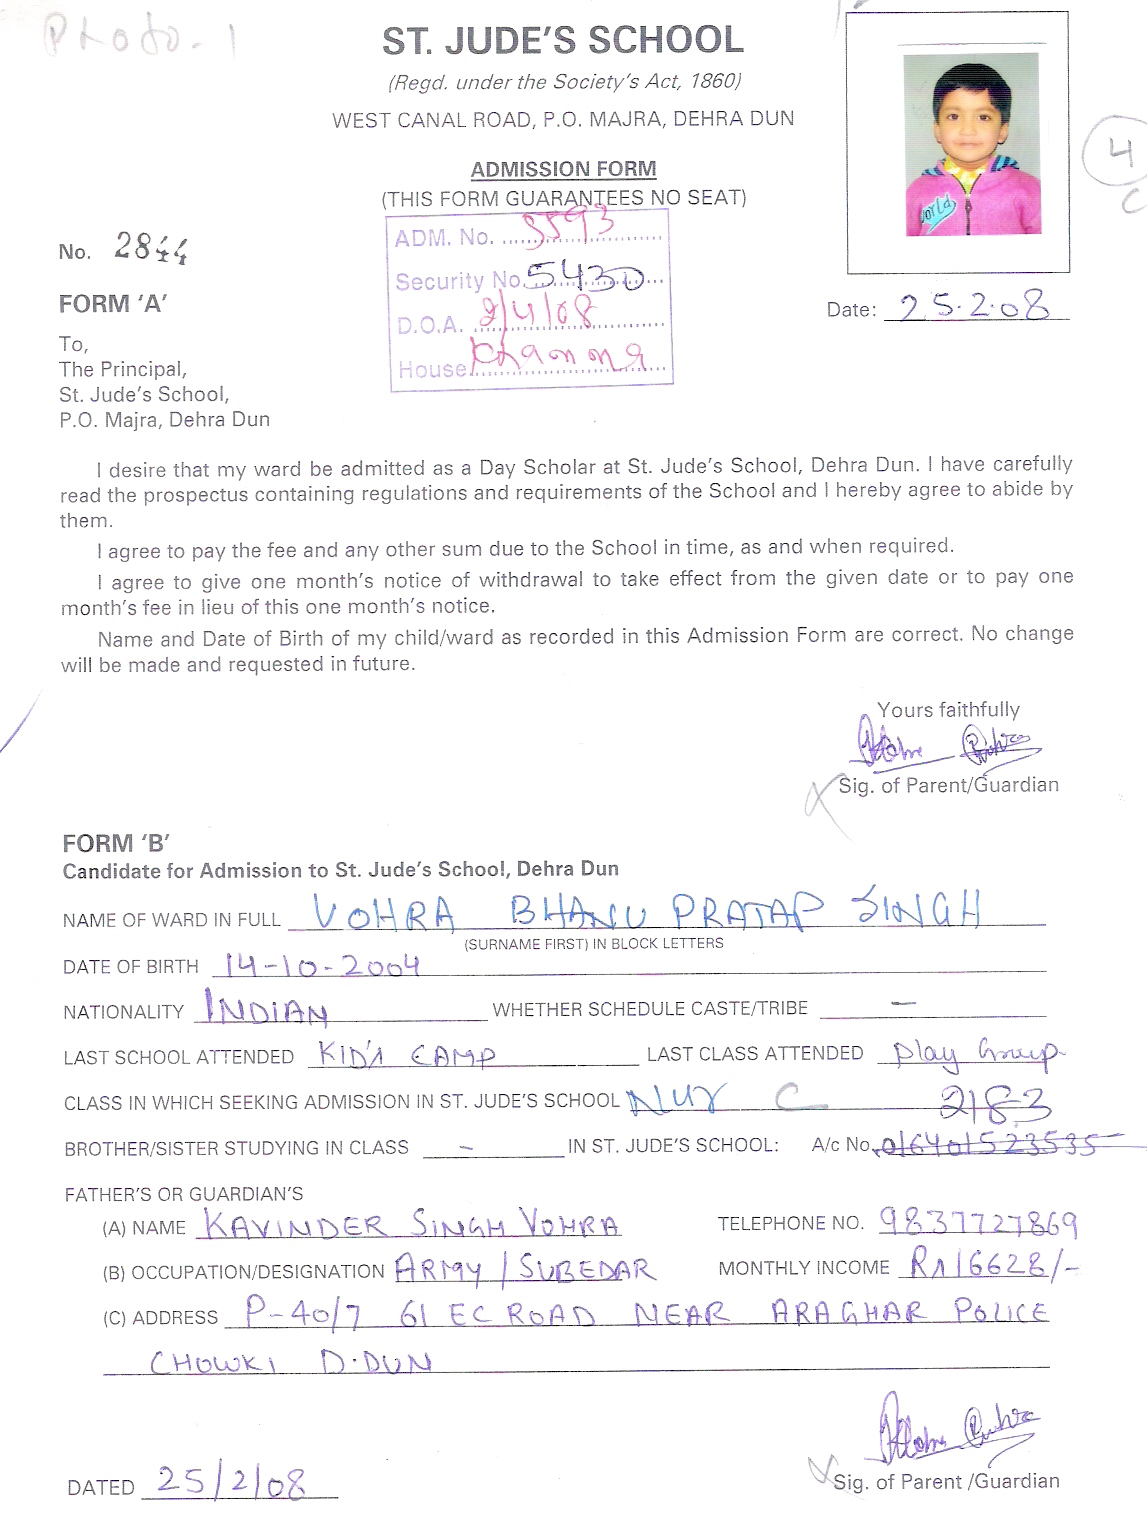 Photo-1
ST. JUDE'S SCHOOL
(Regd. under the Society's Act, 1860)
WEST CANAL ROAD, P.O. MAJRA, DEHRA DUN
4
C
ADMISSION FORM
(THIS FORM GUARANTEES NO SEAT)
ADM. No. 5593
No. 2844
Security No. 5430
FORM 'A'
D.O.A. 2/4/08
Date: 25.2.08
House Khanna
To,
The Principal,
St. Jude's School,
P.O. Majra, Dehra Dun
I desire that my ward be admitted as a Day Scholar at St. Jude's School, Dehra Dun. I have carefully
read the prospectus containing regulations and requirements of the School and I hereby agree to abide by
them.
I agree to pay the fee and any other sum due to the School in time, as and when required.
I agree to give one month's notice of withdrawal to take effect from the given date or to pay one
month's fee in lieu of this one month's notice.
Name and Date of Birth of my child/ward as recorded in this Admission Form are correct. No change
will be made and requested in future.
Yours faithfully
Sig. of Parent/Guardian
FORM 'B'
Candidate for Admission to St. Jude's School, Dehra Dun
NAME OF WARD IN FULL VOHRA BHANU PRATAP SINGH
(SURNAME FIRST) IN BLOCK LETTERS
DATE OF BIRTH 14-10-2004
NATIONALITY INDIAN WHETHER SCHEDULE CASTE/TRIBE —
LAST SCHOOL ATTENDED KID'S CAMP LAST CLASS ATTENDED Play Group
CLASS IN WHICH SEEKING ADMISSION IN ST. JUDE'S SCHOOL NUR C 2183
BROTHER/SISTER STUDYING IN CLASS - IN ST. JUDE'S SCHOOL: A/c No. 016401523535
FATHER'S OR GUARDIAN'S
(A) NAME KAVINDER SINGH VOHRA TELEPHONE NO. 9837727869
(B) OCCUPATION/DESIGNATION ARMY / SUBEDAR MONTHLY INCOME Rs 16628/-
(C) ADDRESS P-40/7 61 EC ROAD NEAR ARAGHAR POLICE
CHOWKI D.DUN
DATED 25/2/08
Sig. of Parent /Guardian